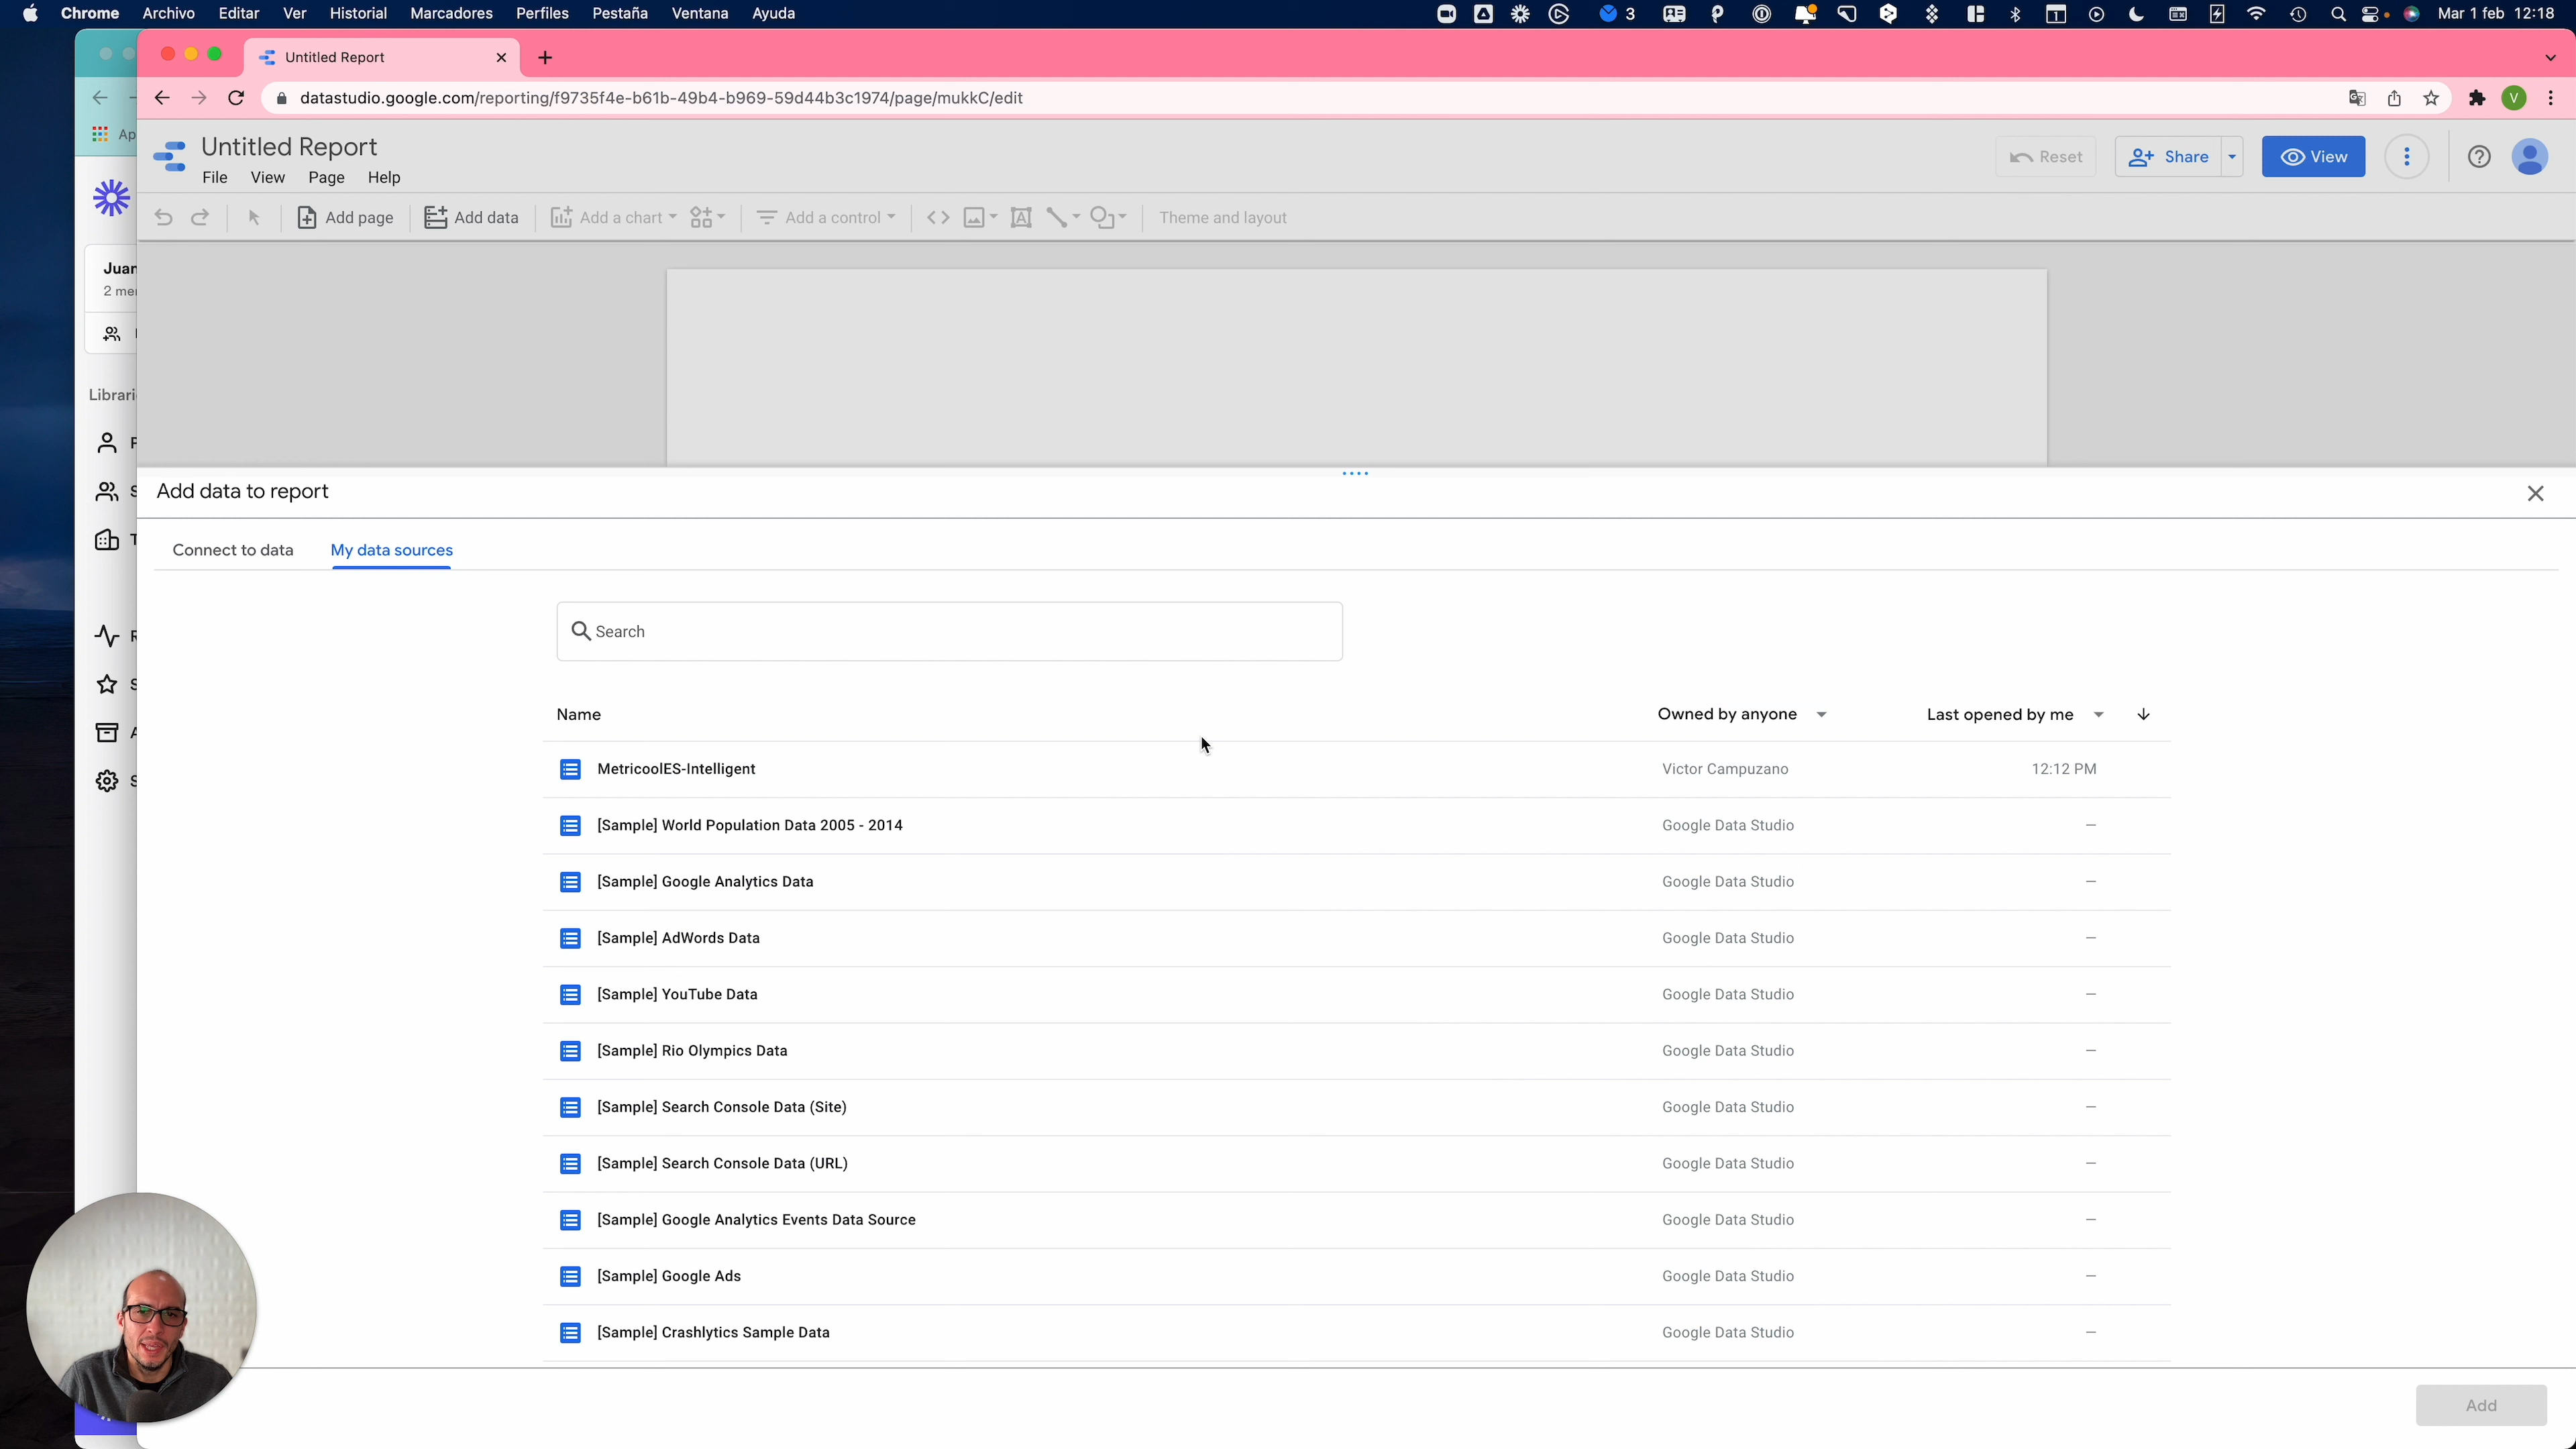 Chrome Archivo Editar Ver Historial Marcadores Perfiles Pestaña Ventana Ayuda 3 1 Mar 1 feb 12:18
Untitled Report
datastudio.google.com/reporting/f9735f4e-b61b-49b4-b969-59d44b3c1974/page/mukkC/edit V
Ap
Untitled Report
File View Page Help
Reset Share View
Add page Add data Add a chart Add a control Theme and layout
Juan
2 me
Librari
Add data to report
Connect to data My data sources
Search
Name Owned by anyone Last opened by me
MetricoolES-Intelligent Victor Campuzano 12:12 PM
[Sample] World Population Data 2005 - 2014 Google Data Studio –
[Sample] Google Analytics Data Google Data Studio –
[Sample] AdWords Data Google Data Studio –
[Sample] YouTube Data Google Data Studio –
[Sample] Rio Olympics Data Google Data Studio –
[Sample] Search Console Data (Site) Google Data Studio –
[Sample] Search Console Data (URL) Google Data Studio –
[Sample] Google Analytics Events Data Source Google Data Studio –
[Sample] Google Ads Google Data Studio –
[Sample] Crashlytics Sample Data Google Data Studio –
Add